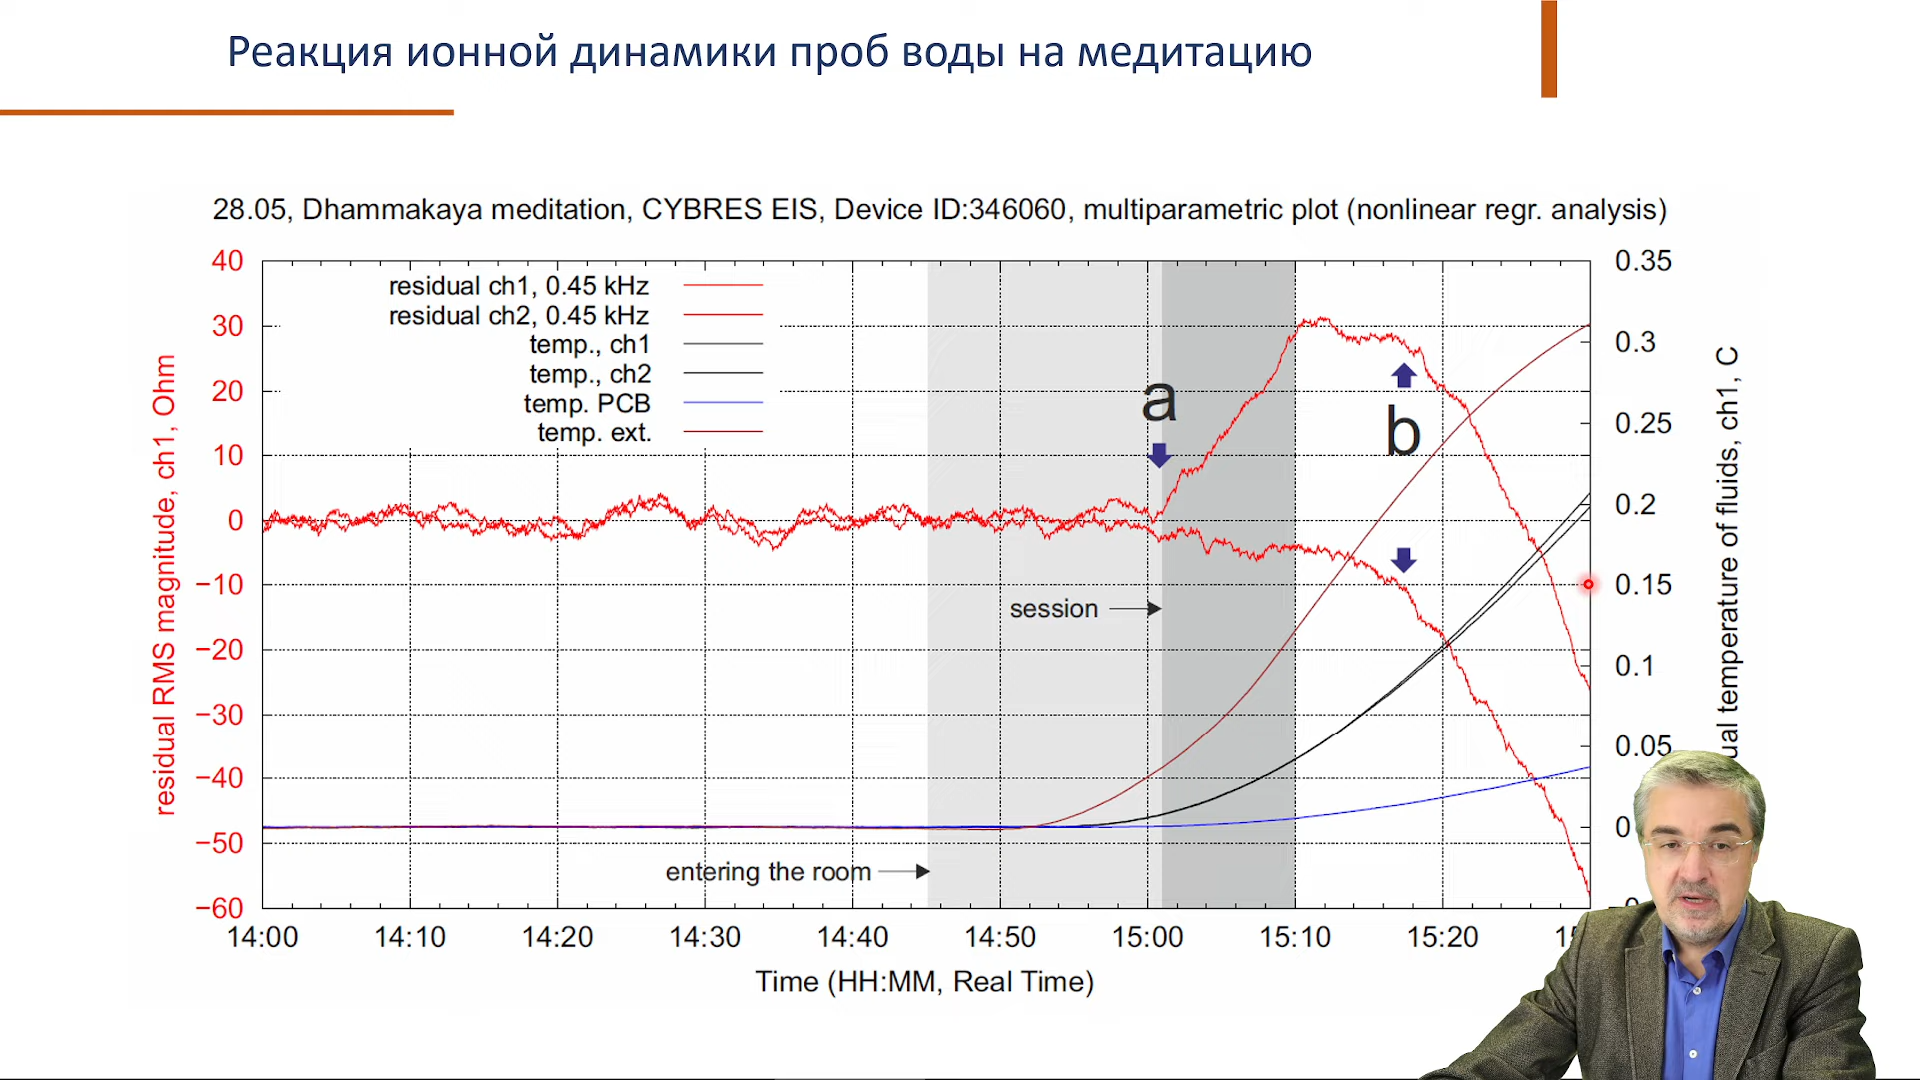 Реакция ионной динамики проб воды на медитацию
28.05, Dhammakaya meditation, CYBRES EIS, Device ID:346060, multiparametric plot (nonlinear regr. analysis)
residual RMS magnitude, ch1, Ohm
40
30
20
10
0
−10
−20
−30
−40
−50
−60
residual ch1, 0.45 kHz
residual ch2, 0.45 kHz
temp., ch1
temp., ch2
temp. PCB
temp. ext.
a
b
session
entering the room
0.35
0.3
0.25
0.2
0.15
0.1
0.05
0
temperature of fluids, ch1, C
14:00 14:10 14:20 14:30 14:40 14:50 15:00 15:10 15:20
Time (HH:MM, Real Time)